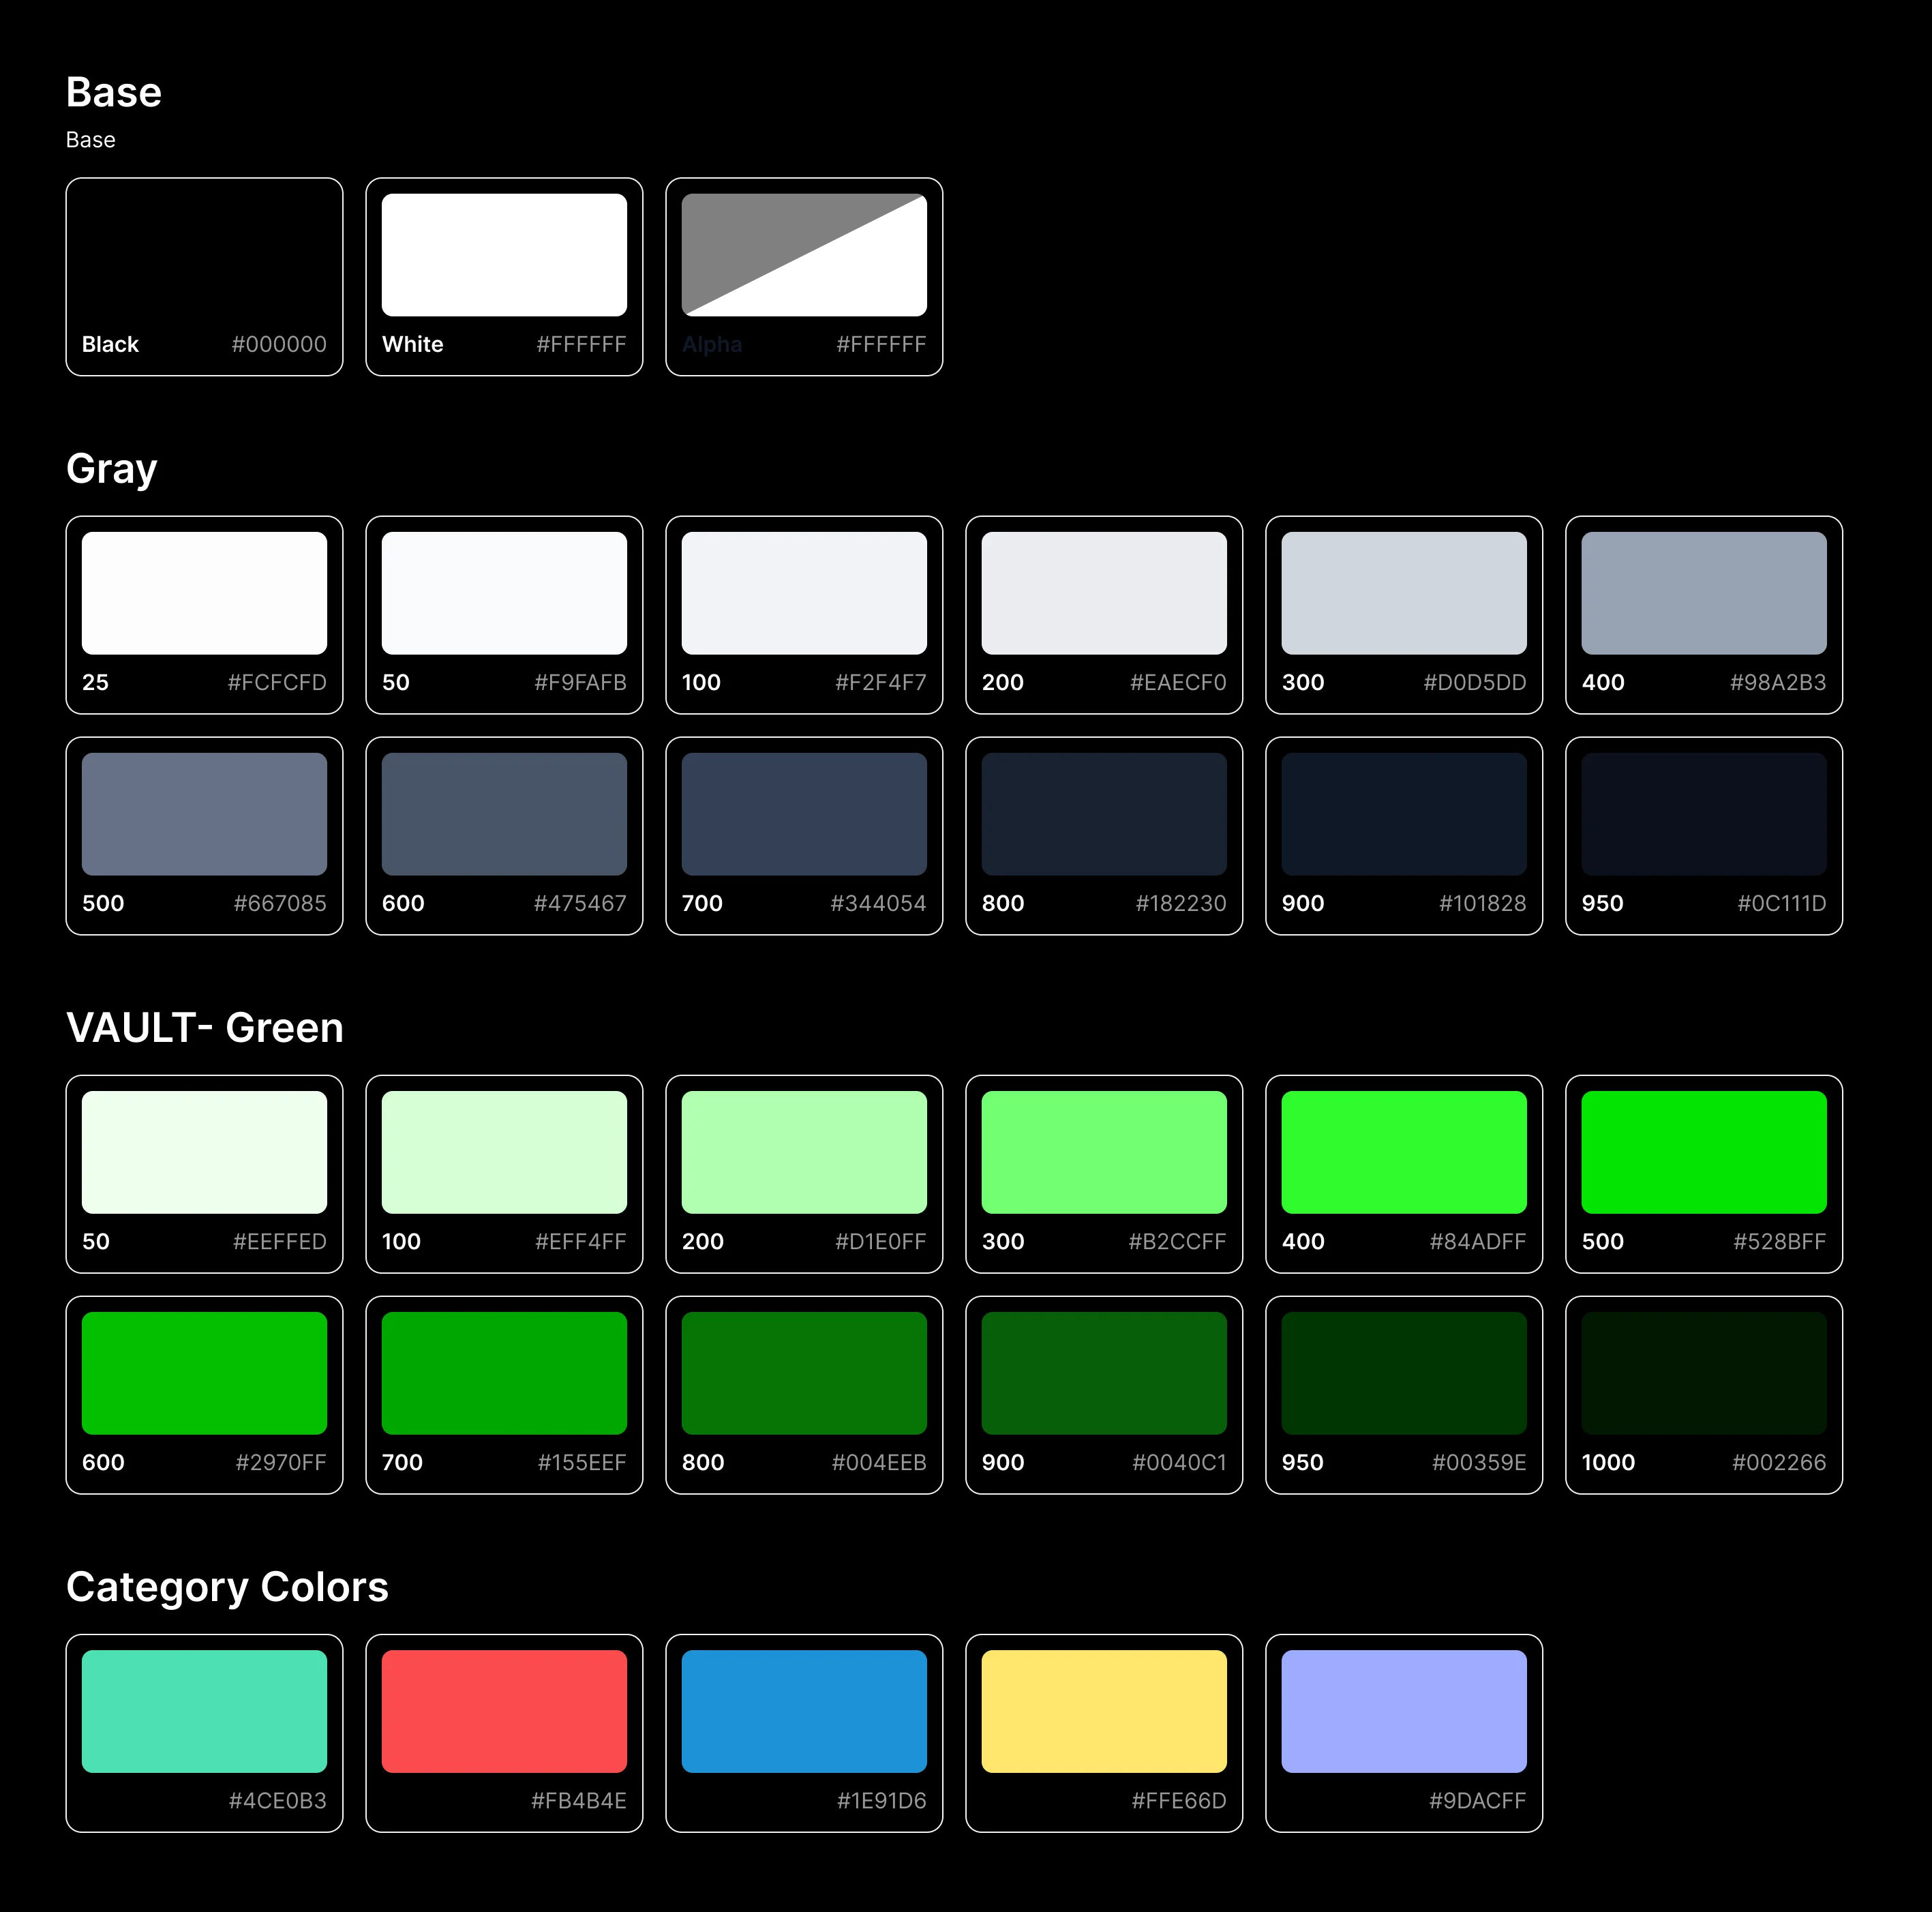 Base
Base
Black #000000
White #FFFFFF
Alpha #FFFFFF
Gray
25 #FCFCFD
50 #F9FAFB
100 #F2F4F7
200 #EAECF0
300 #D0D5DD
400 #98A2B3
500 #667085
600 #475467
700 #344054
800 #182230
900 #101828
950 #0C111D
VAULT- Green
50 #EEFFED
100 #EFF4FF
200 #D1E0FF
300 #B2CCFF
400 #84ADFF
500 #528BFF
600 #2970FF
700 #155EEF
800 #004EEB
900 #0040C1
950 #00359E
1000 #002266
Category Colors
#4CE0B3
#FB4B4E
#1E91D6
#FFE66D
#9DACFF